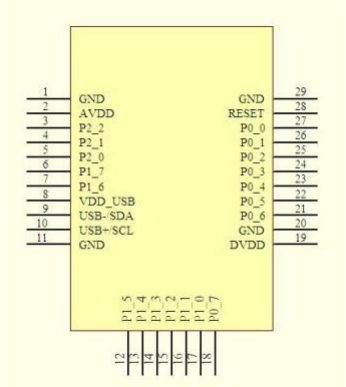 1 GND GND 29
2 AVDD RESET 28
3 P2_2 P0_0 27
4 P2_1 P0_1 26
5 P2_0 P0_2 25
6 P1_7 P0_3 24
7 P1_6 P0_4 23
8 VDD_USB P0_5 22
9 USB-/SDA P0_6 21
10 USB+/SCL GND 20
11 GND DVDD 19
P1_5 P1_4 P1_3 P1_2 P1_1 P1_0 P0_7
12 13 14 15 16 17 18